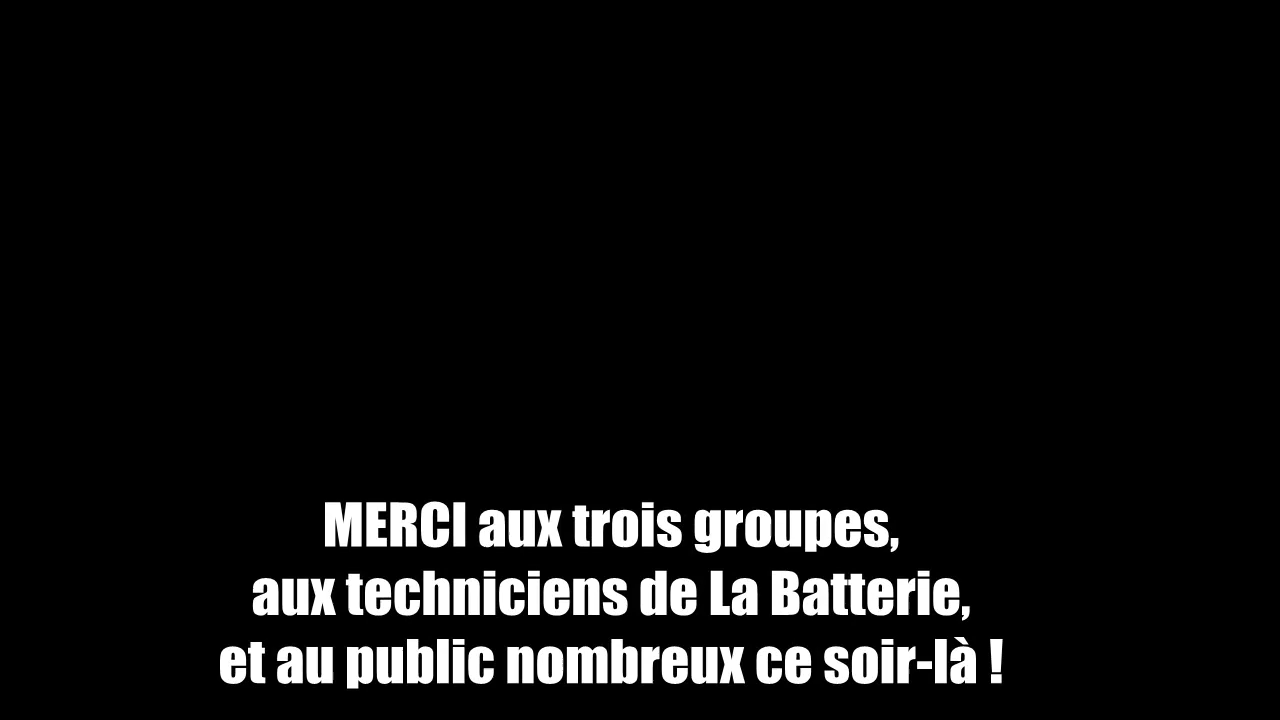 MERCI aux trois groupes,
aux techniciens de La Batterie,
et au public nombreux ce soir-là !